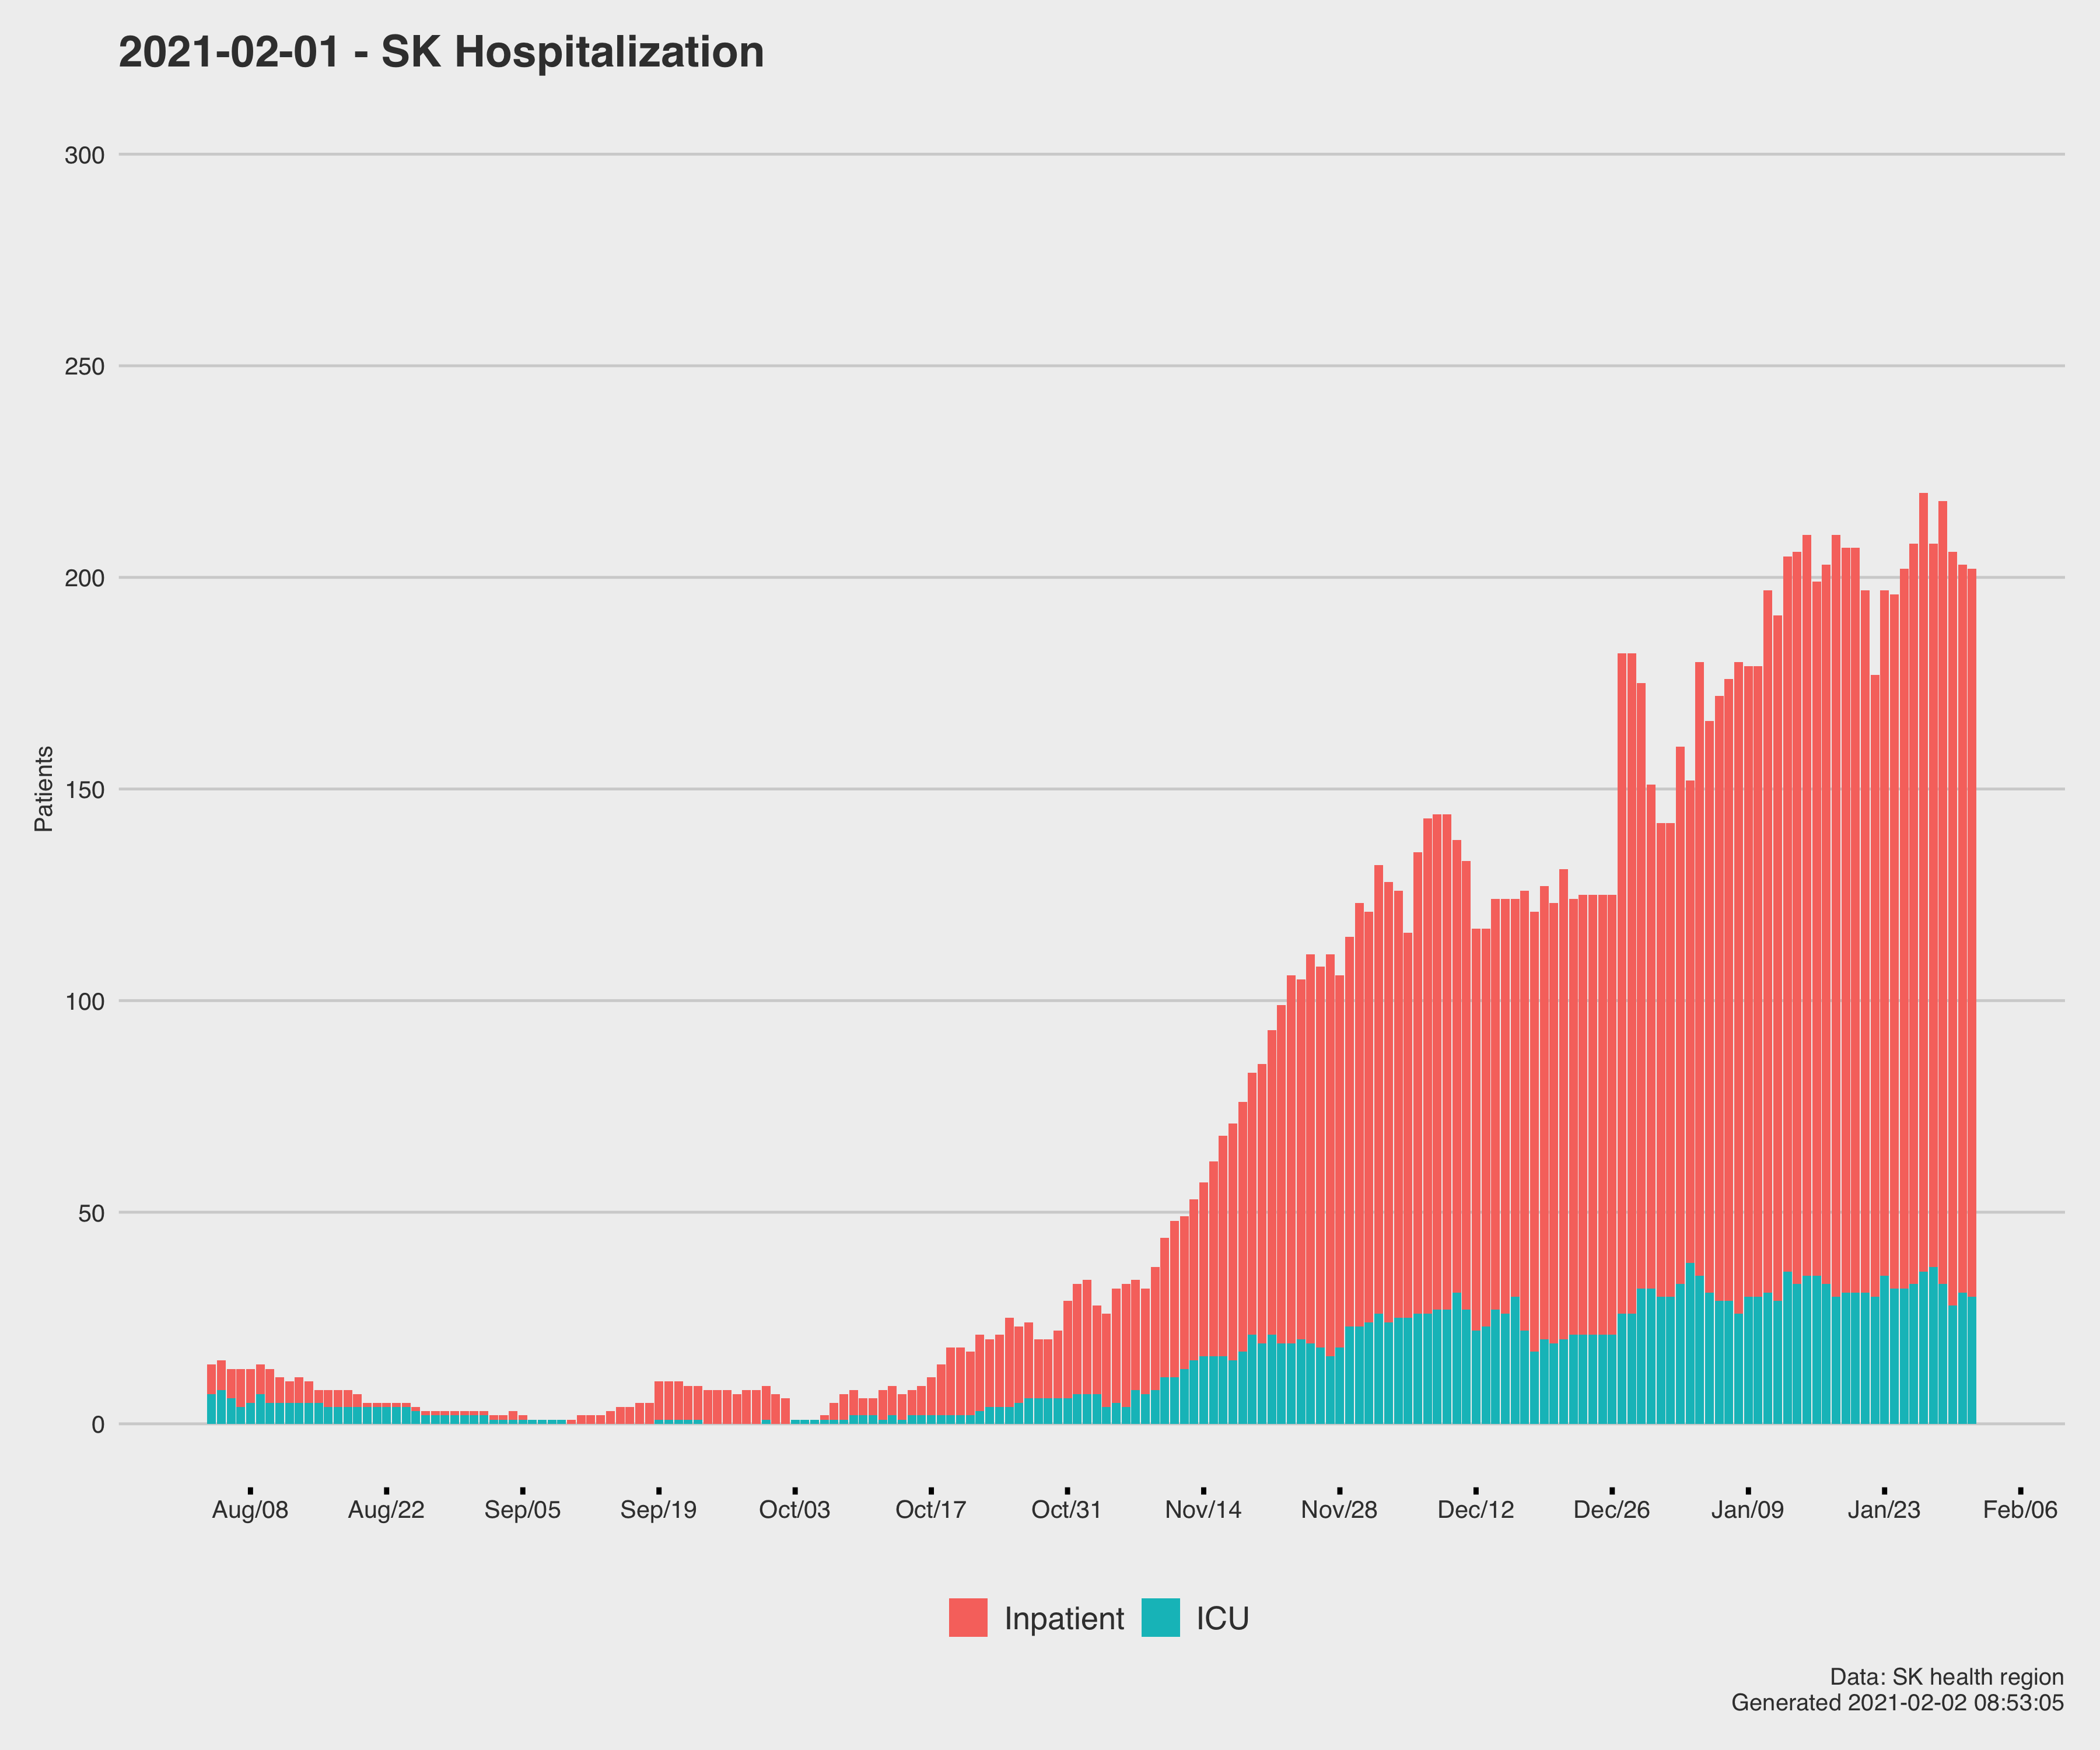 2021-02-01 - SK Hospitalization
300
250
200
150
100
50
0
Patients
Aug/08 Aug/22 Sep/05 Sep/19 Oct/03 Oct/17 Oct/31 Nov/14 Nov/28 Dec/12 Dec/26 Jan/09 Jan/23 Feb/06
Inpatient ICU
Data: SK health region
Generated 2021-02-02 08:53:05